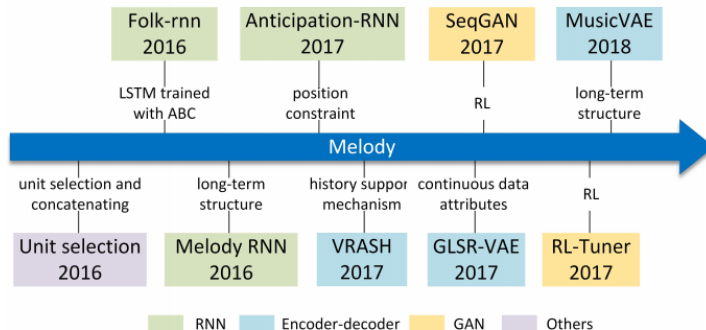 Folk-rnn
2016
Anticipation-RNN
2017
SeqGAN
2017
MusicVAE
2018
LSTM trained
with ABC
position
constraint
RL
long-term
structure
Melody
unit selection and
concatenating
long-term
structure
history support
mechanism
continuous data
attributes
RL
Unit selection
2016
Melody RNN
2016
VRASH
2017
GLSR-VAE
2017
RL-Tuner
2017
RNN
Encoder-decoder
GAN
Others